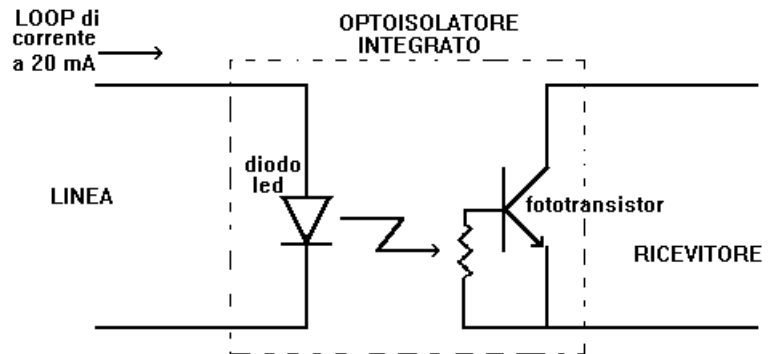 LOOP di
corrente
a 20 mA
OPTOISOLATORE
INTEGRATO
diodo
led
LINEA
fototransistor
RICEVITORE